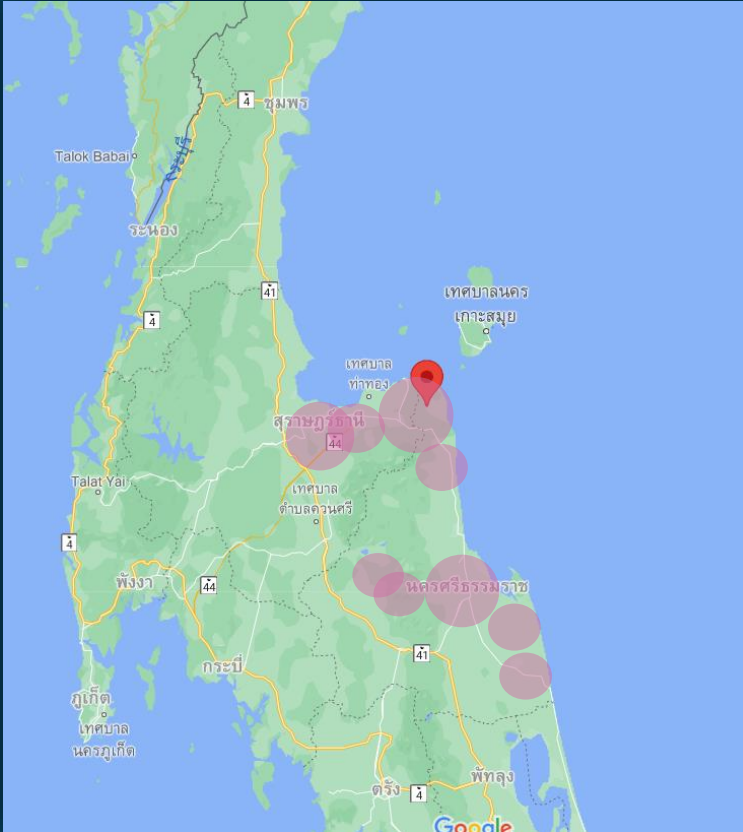 4
ชุมพร
Talok Babai
กระบุรี
ระนอง
41
4
เทศบาลนคร
เกาะสมุย
เทศบาล
ท่าทอง
สุราษฎร์ธานี
44
Talat Yai
เทศบาล
ตำบลควนศรี
4
พังงา
44
นครศรีธรรมราช
41
กระบี่
ภูเก็ต
เทศบาล
นครภูเก็ต
พัทลุง
ตรัง
4
Google